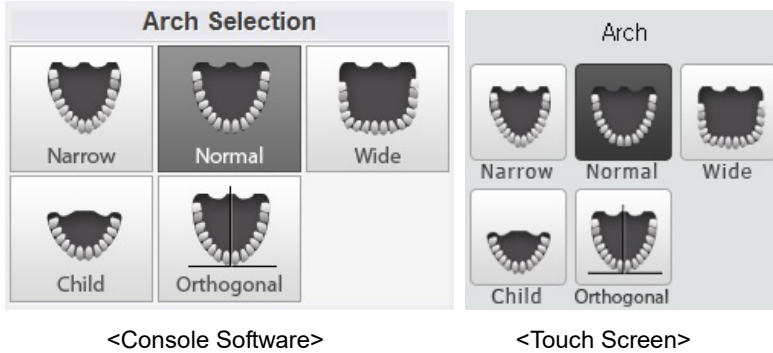 Arch Selection
Narrow
Normal
Wide
Child
Orthogonal
<Console Software>
Arch
Narrow
Normal
Wide
Child
Orthogonal
<Touch Screen>